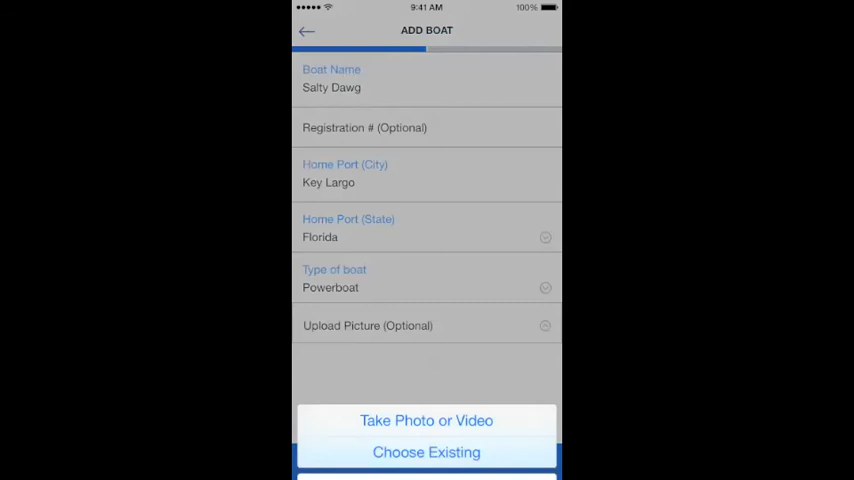 9:41 AM
100%
ADD BOAT
Boat Name
Salty Dawg
Registration # (Optional)
Home Port (City)
Key Largo
Home Port (State)
Florida
Type of boat
Powerboat
Upload Picture (Optional)
Take Photo or Video
Choose Existing